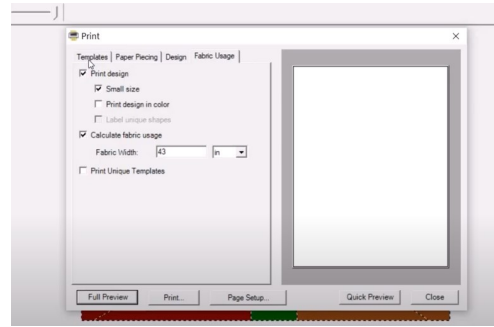 Print
Templates Paper Piecing Design Fabric Usage
Print design
Small size
Print design in color
Label unique shapes
Calculate fabric usage
Fabric Width: 43 in
Print Unique Templates
Full Preview Print... Page Setup... Quick Preview Close